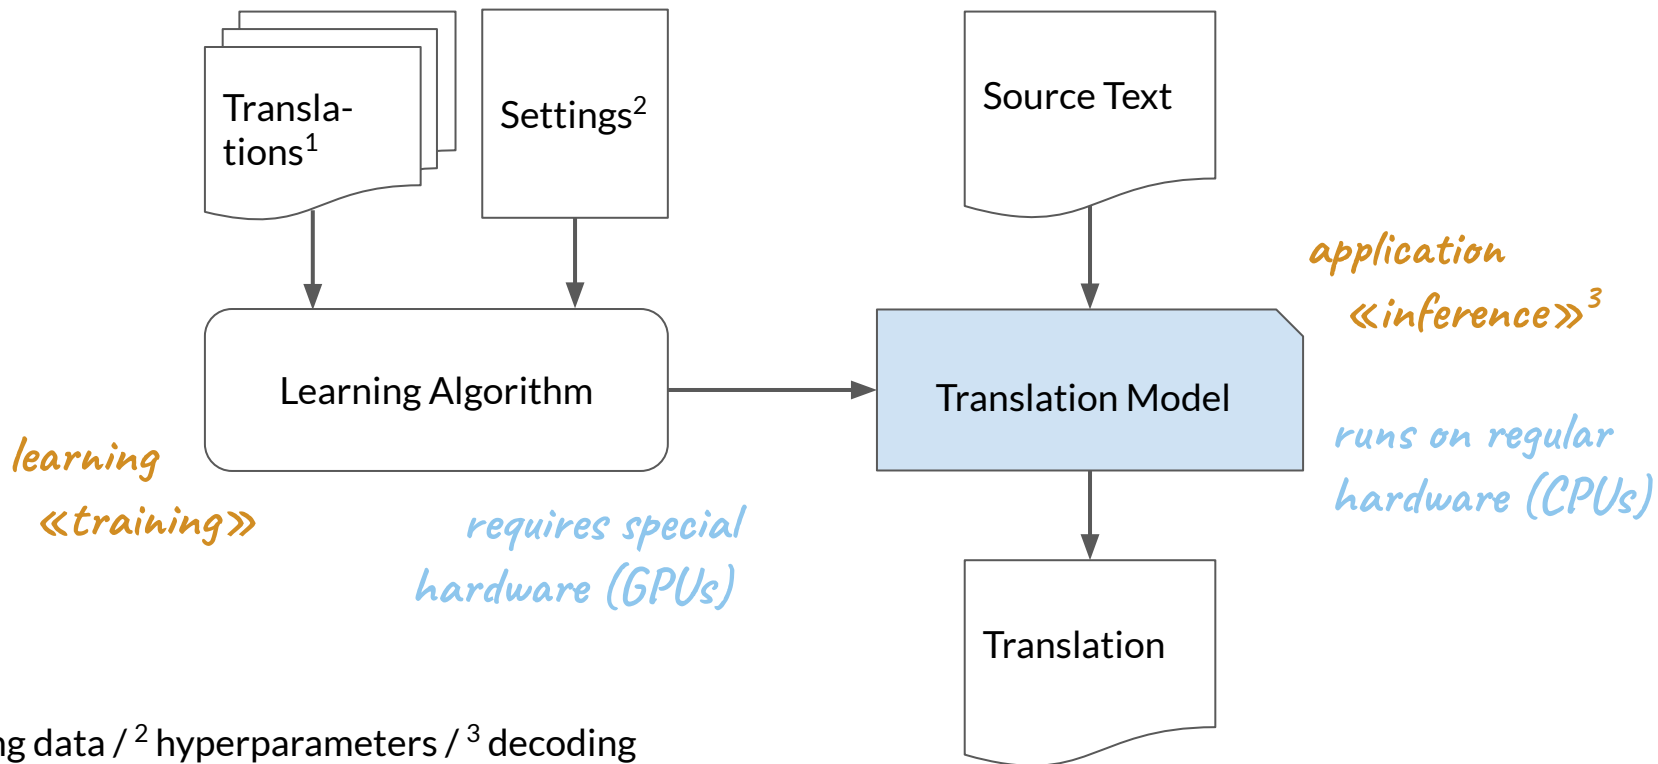 Transla-
tions¹
Settings²
Source Text
application
«inference»³
Learning Algorithm
Translation Model
learning
«training»
requires special
hardware (GPUs)
runs on regular
hardware (CPUs)
Translation
data / ² hyperparameters / ³ decoding